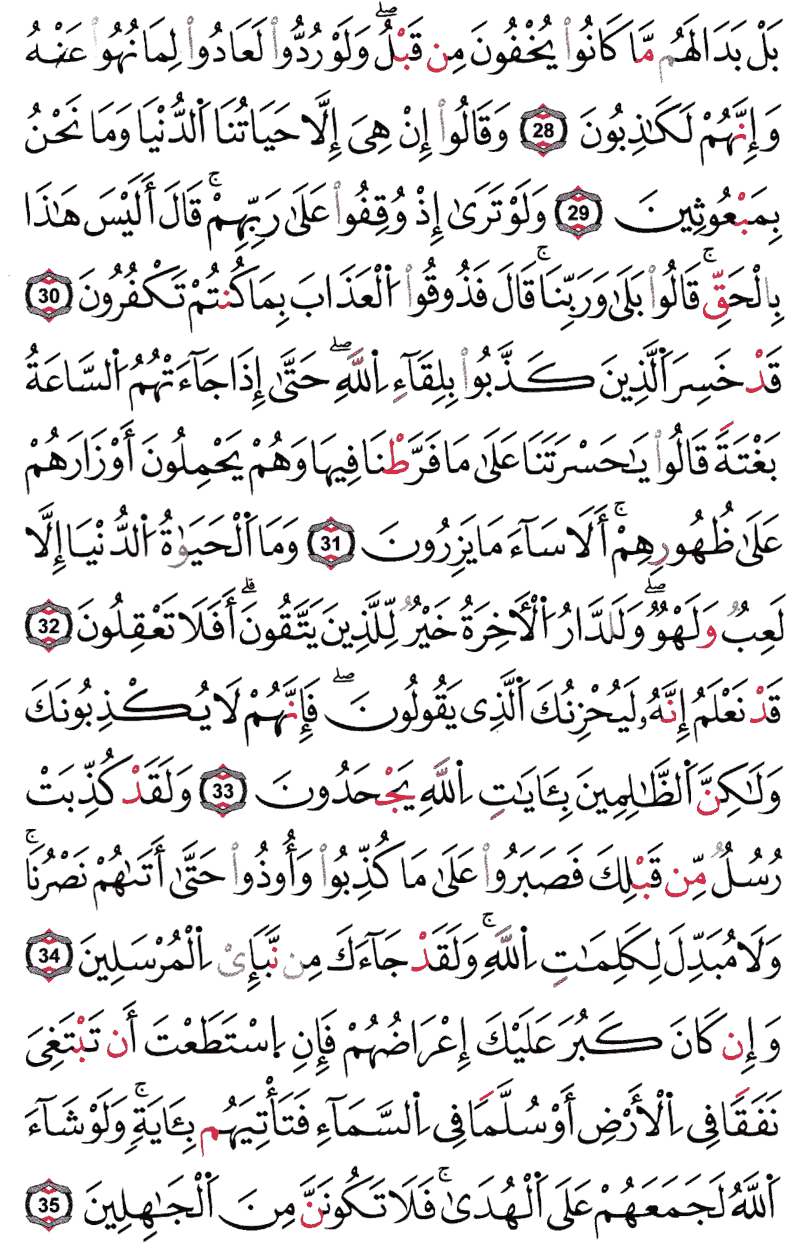 بَلْ بَدَا لَهُم مَّا كَانُوا۟ يُخْفُونَ مِن قَبْلُ ۖ وَلَوْ رُدُّوا۟ لَعَادُوا۟ لِمَا نُهُوا۟ عَنْهُ
وَإِنَّهُمْ لَكَـٰذِبُونَ 28 وَقَالُوا۟ إِنْ هِىَ إِلَّا حَيَاتُنَا ٱلدُّنْيَا وَمَا نَحْنُ
بِمَبْعُوثِينَ 29 وَلَوْ تَرَىٰ إِذْ وُقِفُوا۟ عَلَىٰ رَبِّهِمْ ۚ قَالَ أَلَيْسَ هَـٰذَا
بِالْحَقِّ ۚ قَالُوا۟ بَلَىٰ وَرَبِّنَا ۚ قَالَ فَذُوقُوا۟ ٱلْعَذَابَ بِمَا كُنتُمْ تَكْفُرُونَ 30
قَدْ خَسِرَ ٱلَّذِينَ كَذَّبُوا۟ بِلِقَآءِ ٱللَّهِ ۖ حَتَّىٰ إِذَا جَآءَتْهُمُ ٱلسَّاعَةُ
بَغْتَةً قَالُوا۟ يَـٰحَسْرَتَنَا عَلَىٰ مَا فَرَّطْنَا فِيهَا وَهُمْ يَحْمِلُونَ أَوْزَارَهُمْ
عَلَىٰ ظُهُورِهِمْ ۚ أَلَا سَآءَ مَا يَزِرُونَ 31 وَمَا ٱلْحَيَوٰةُ ٱلدُّنْيَا إِلَّا
لَعِبٌ وَلَهْوٌ ۖ وَلَلدَّارُ ٱلْأَخِرَةُ خَيْرٌ لِّلَّذِينَ يَتَّقُونَ ۗ أَفَلَا تَعْقِلُونَ 32
قَدْ نَعْلَمُ إِنَّهُۥ لَيُحْزِنُكَ ٱلَّذِى يَقُولُونَ ۖ فَإِنَّهُمْ لَا يُكْذِبُونَكَ
وَلَـٰكِنَّ ٱلظَّـٰلِمِينَ بِـَٔايَـٰتِ ٱللَّهِ يَجْحَدُونَ 33 وَلَقَدْ كُذِّبَتْ
رُسُلٌ مِّن قَبْلِكَ فَصَبَرُوا۟ عَلَىٰ مَا كُذِّبُوا۟ وَأُوذُوا۟ حَتَّىٰ أَتَىٰهُمْ نَصْرُنَا ۚ
وَلَا مُبَدِّلَ لِكَلِمَـٰتِ ٱللَّهِ ۚ وَلَقَدْ جَآءَكَ مِن نَّبَإِى۟ ٱلْمُرْسَلِينَ 34
وَإِن كَانَ كَبُرَ عَلَيْكَ إِعْرَاضُهُمْ فَإِنِ ٱسْتَطَعْتَ أَن تَبْتَغِىَ
نَفَقًا فِى ٱلْأَرْضِ أَوْ سُلَّمًا فِى ٱلسَّمَآءِ فَتَأْتِيَهُم بِـَٔايَةٍ ۚ وَلَوْ شَآءَ
ٱللَّهُ لَجَمَعَهُمْ عَلَى ٱلْهُدَىٰ ۚ فَلَا تَكُونَنَّ مِنَ ٱلْجَـٰهِلِينَ 35